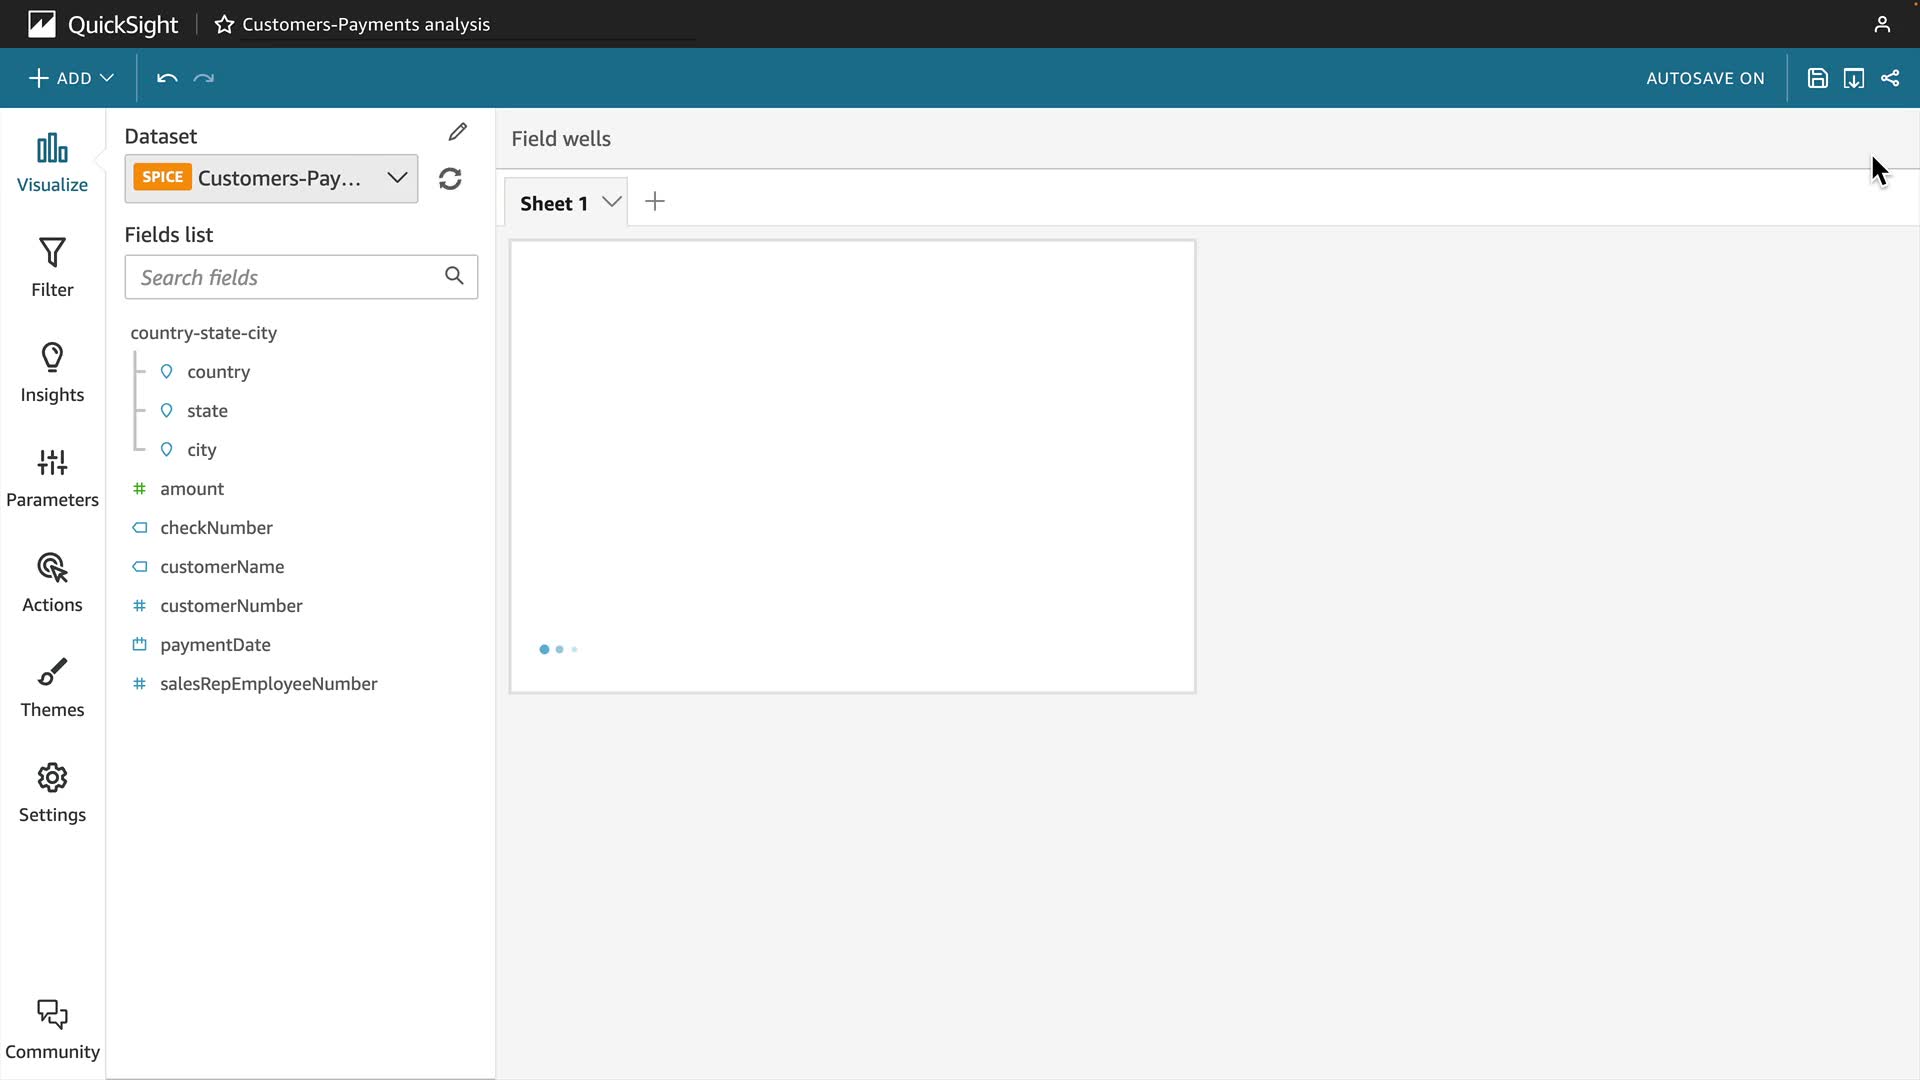 QuickSight
Customers-Payments analysis
ADD
AUTOSAVE ON
Visualize
Filter
Insights
Parameters
Actions
Themes
Settings
Community
Dataset
SPICE Customers-Pay...
Fields list
Search fields
country-state-city
country
state
city
amount
checkNumber
customerName
customerNumber
paymentDate
salesRepEmployeeNumber
Field wells
Sheet 1